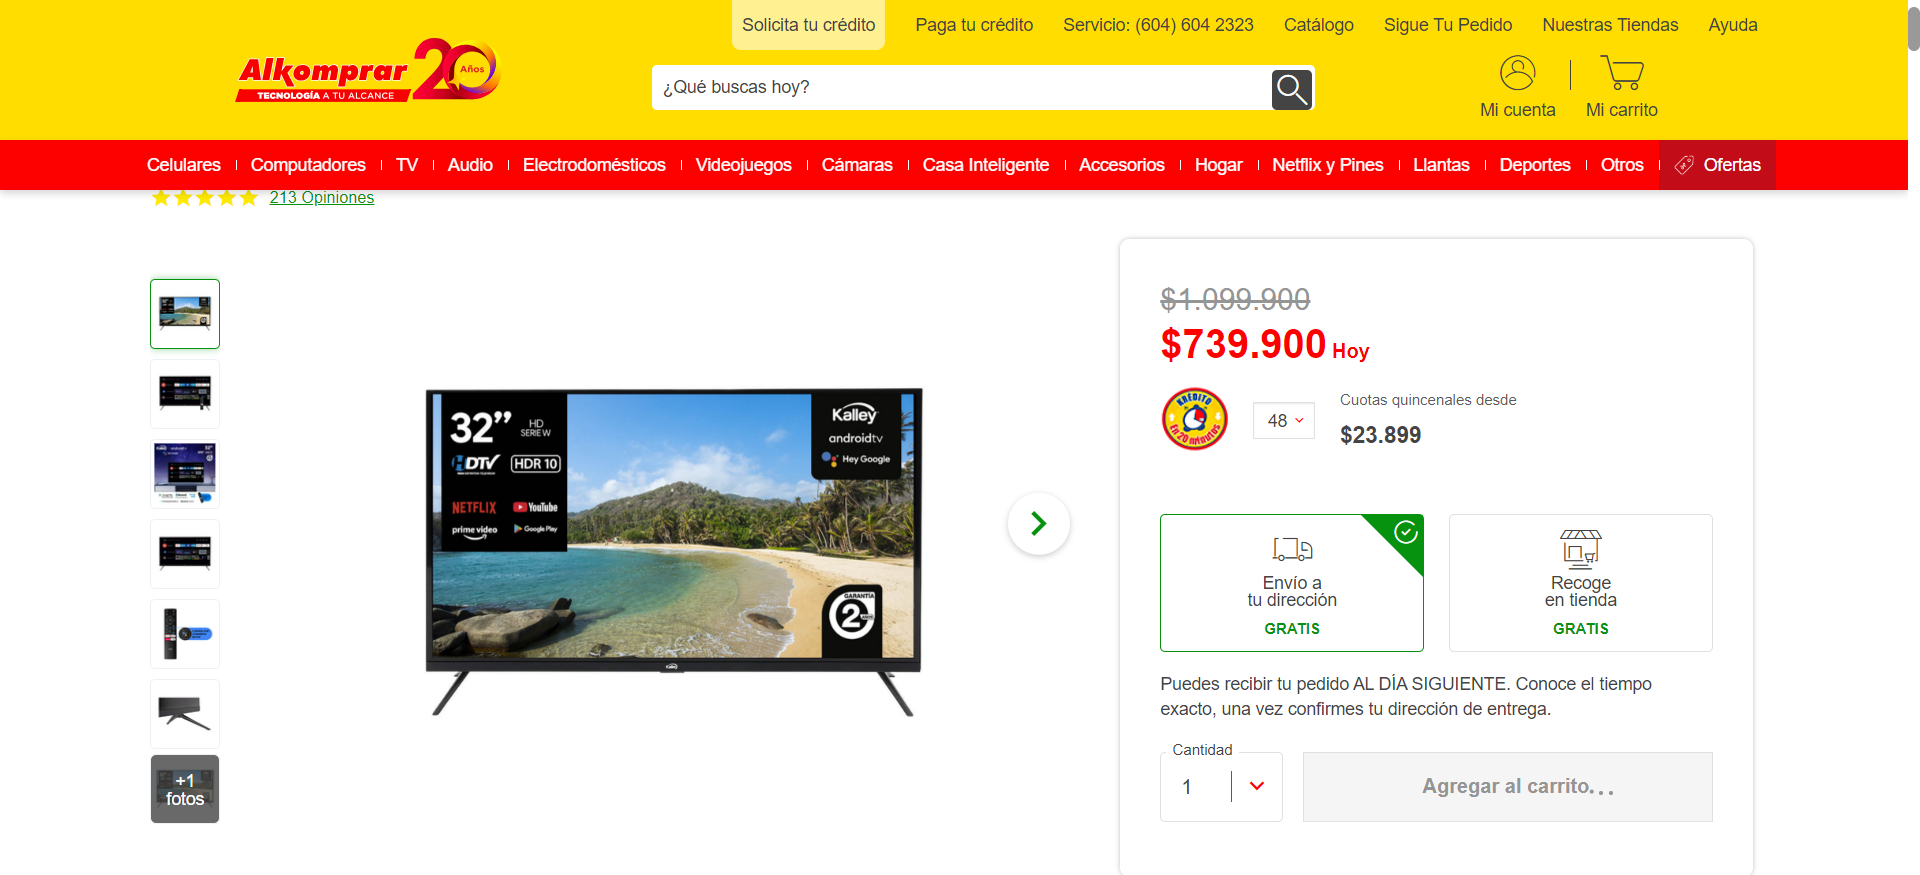 Solicita tu crédito
Paga tu crédito
Servicio: (604) 604 2323
Catálogo
Sigue Tu Pedido
Nuestras Tiendas
Ayuda
Alkomprar
20 Años
TECNOLOGÍA A TU ALCANCE
¿Qué buscas hoy?
Mi cuenta
Mi carrito
Celulares
Computadores
TV
Audio
Electrodomésticos
Videojuegos
Cámaras
Casa Inteligente
Accesorios
Hogar
Netflix y Pines
Llantas
Deportes
Otros
Ofertas
213 Opiniones
+1
fotos
32”
HD
SERIE W
HDTV
HDR 10
NETFLIX
YouTube
prime video
Google Play
Kalley
androidtv
Hey Google
GARANTÍA
2 AÑOS
Kalley
$1.099.900
$739.900 Hoy
KREDITO
En 20 minutos
48
Cuotas quincenales desde
$23.899
Envío a
tu dirección
GRATIS
Recoge
en tienda
GRATIS
Puedes recibir tu pedido AL DÍA SIGUIENTE. Conoce el tiempo
exacto, una vez confirmes tu dirección de entrega.
Cantidad
1
Agregar al carrito...